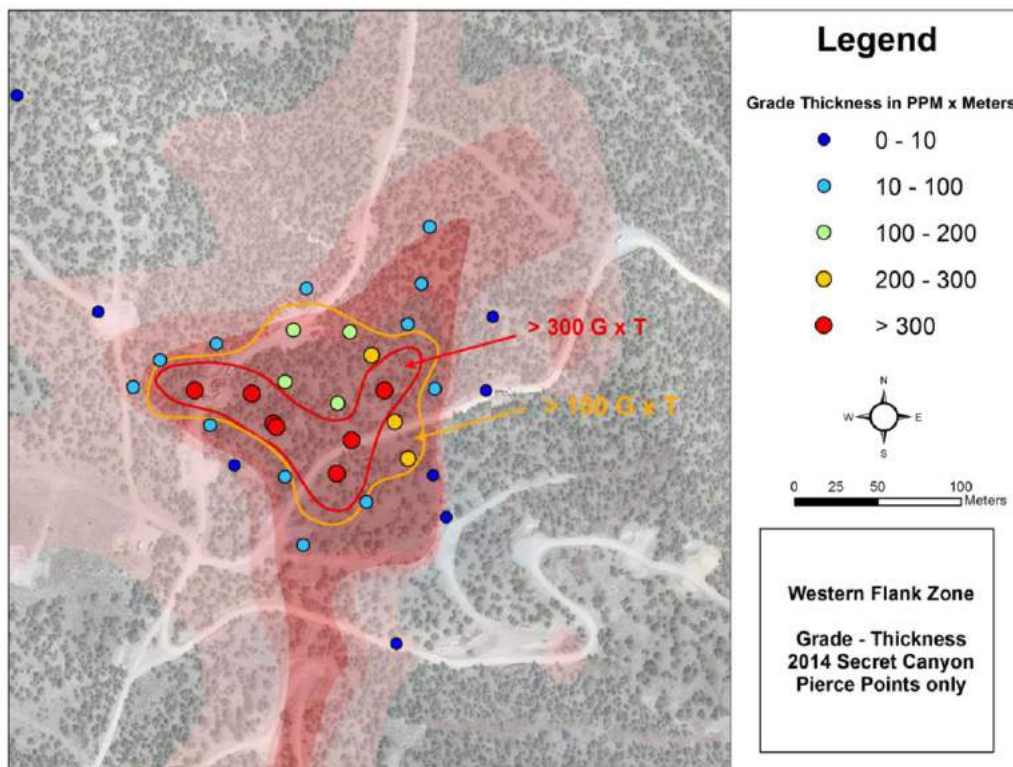 Legend
Grade Thickness in PPM x Meters
0 - 10
10 - 100
100 - 200
200 - 300
> 300
> 300 G x T
> 100 G x T
N
W E
S
0 25 50 100
Meters
Western Flank Zone
Grade - Thickness
2014 Secret Canyon
Pierce Points only